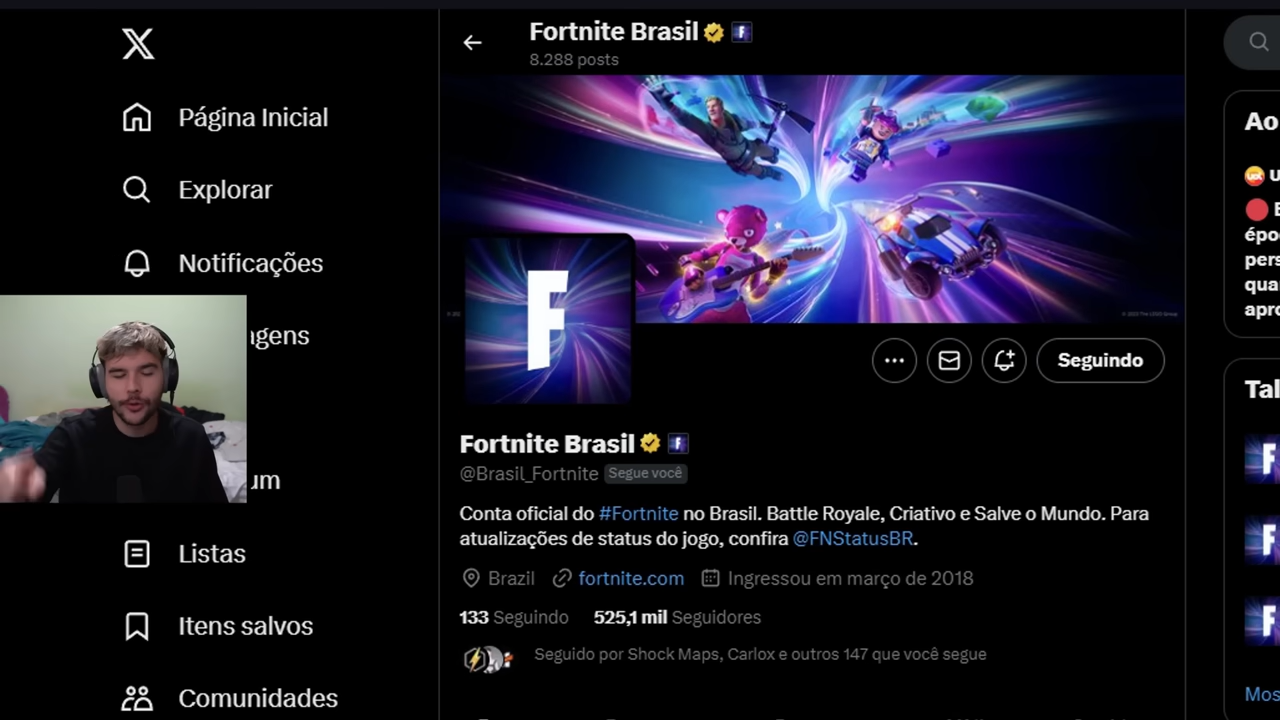 Página Inicial
Explorar
Notificações
agens
um
Listas
Itens salvos
Comunidades
Fortnite Brasil
8.288 posts
F
Seguindo
Fortnite Brasil
@Brasil_Fortnite Segue você
Conta oficial do #Fortnite no Brasil. Battle Royale, Criativo e Salve o Mundo. Para
atualizações de status do jogo, confira @FNStatusBR.
Brazil fortnite.com Ingressou em março de 2018
133 Seguindo 525,1 mil Seguidores
Seguido por Shock Maps, Carlox e outros 147 que você segue
Ao
U
E
époc
pers
qua
apro
Tal
Mos